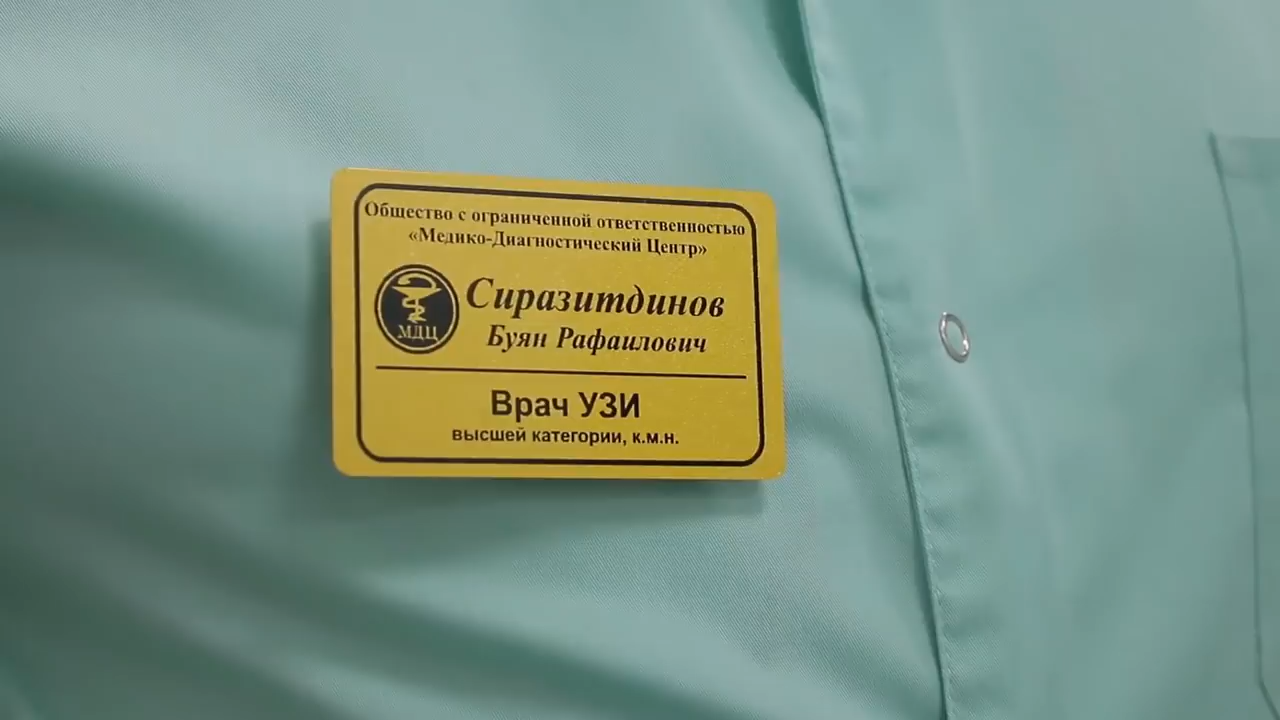 Общество с ограниченной ответственностью
«Медико-Диагностический Центр»
МДЦ
Сиразитдинов
Буян Рафаилович
Врач УЗИ
высшей категории, к.м.н.